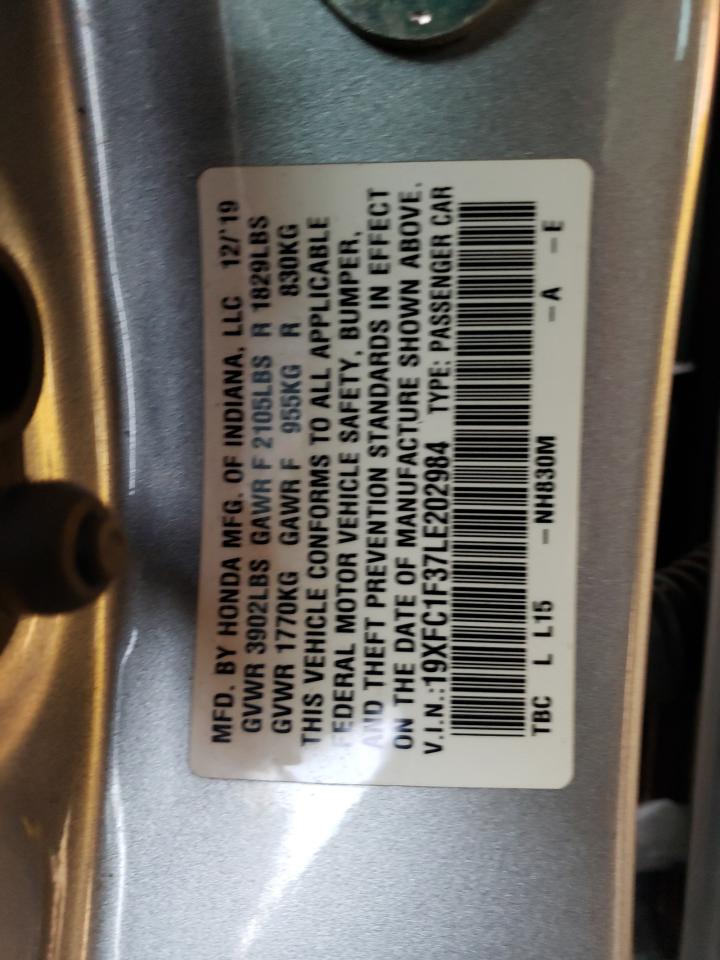 MFD. BY HONDA MFG. OF INDIANA, LLC 12/'19
GVWR 3902LBS GAWR F 2105LBS R 1829LBS
GVWR 1770KG GAWR F 955KG R 830KG
THIS VEHICLE CONFORMS TO ALL APPLICABLE
FEDERAL MOTOR VEHICLE SAFETY, BUMPER,
AND THEFT PREVENTION STANDARDS IN EFFECT
ON THE DATE OF MANUFACTURE SHOWN ABOVE.
V.I.N.:19XFC1F37LE202984 TYPE: PASSENGER CAR
TBC L L15 -NH830M -A -E